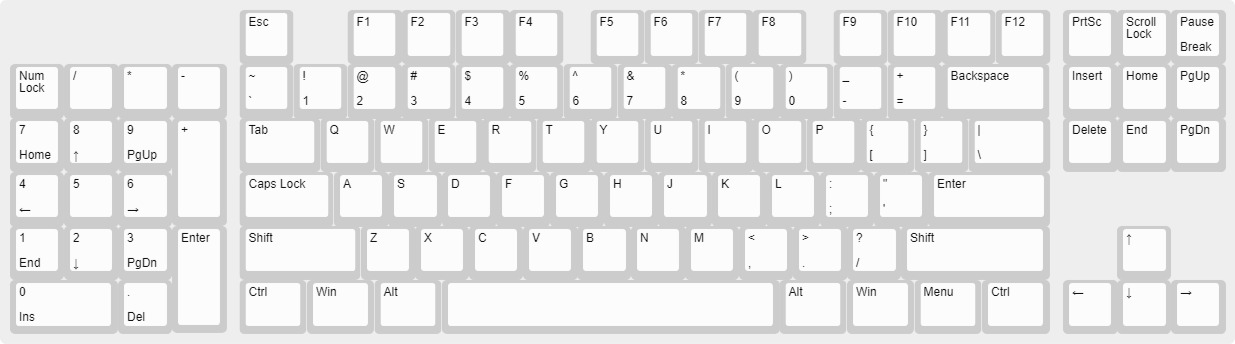 Esc F1 F2 F3 F4 F5 F6 F7 F8 F9 F10 F11 F12 PrtSc Scroll Pause
Lock
Break
Num / * - ~ ! @ # $ % ^ & * ( ) _ + Backspace Insert Home PgUp
Lock
` 1 2 3 4 5 6 7 8 9 0 - =
7 8 9 + Tab Q W E R T Y U I O P { } | Delete End PgDn
Home ↑ PgUp [ ] \
4 5 6 Caps Lock A S D F G H J K L : " Enter
← → ; '
1 2 3 Enter Shift Z X C V B N M < > ? Shift ↑
End ↓ PgDn , . /
0 . Ctrl Win Alt Alt Win Menu Ctrl ← ↓ →
Ins Del